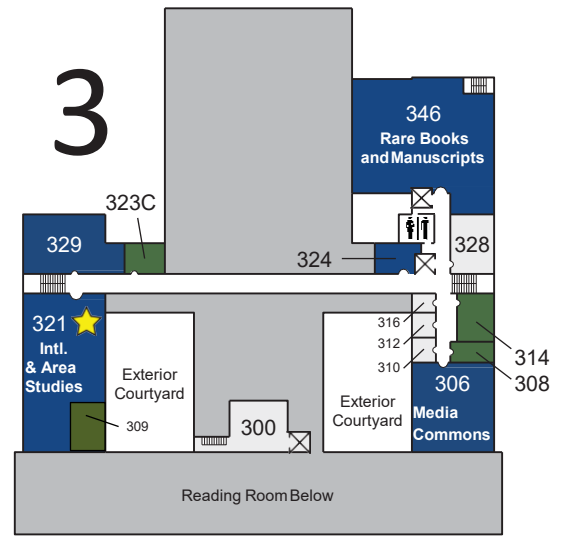 3
346
Rare Books
and Manuscripts
323C
329
324
328
321
Intl.
& Area
Studies
316
312
310
314
308
Exterior
Courtyard
309
300
Exterior
Courtyard
306
Media
Commons
Reading Room Below